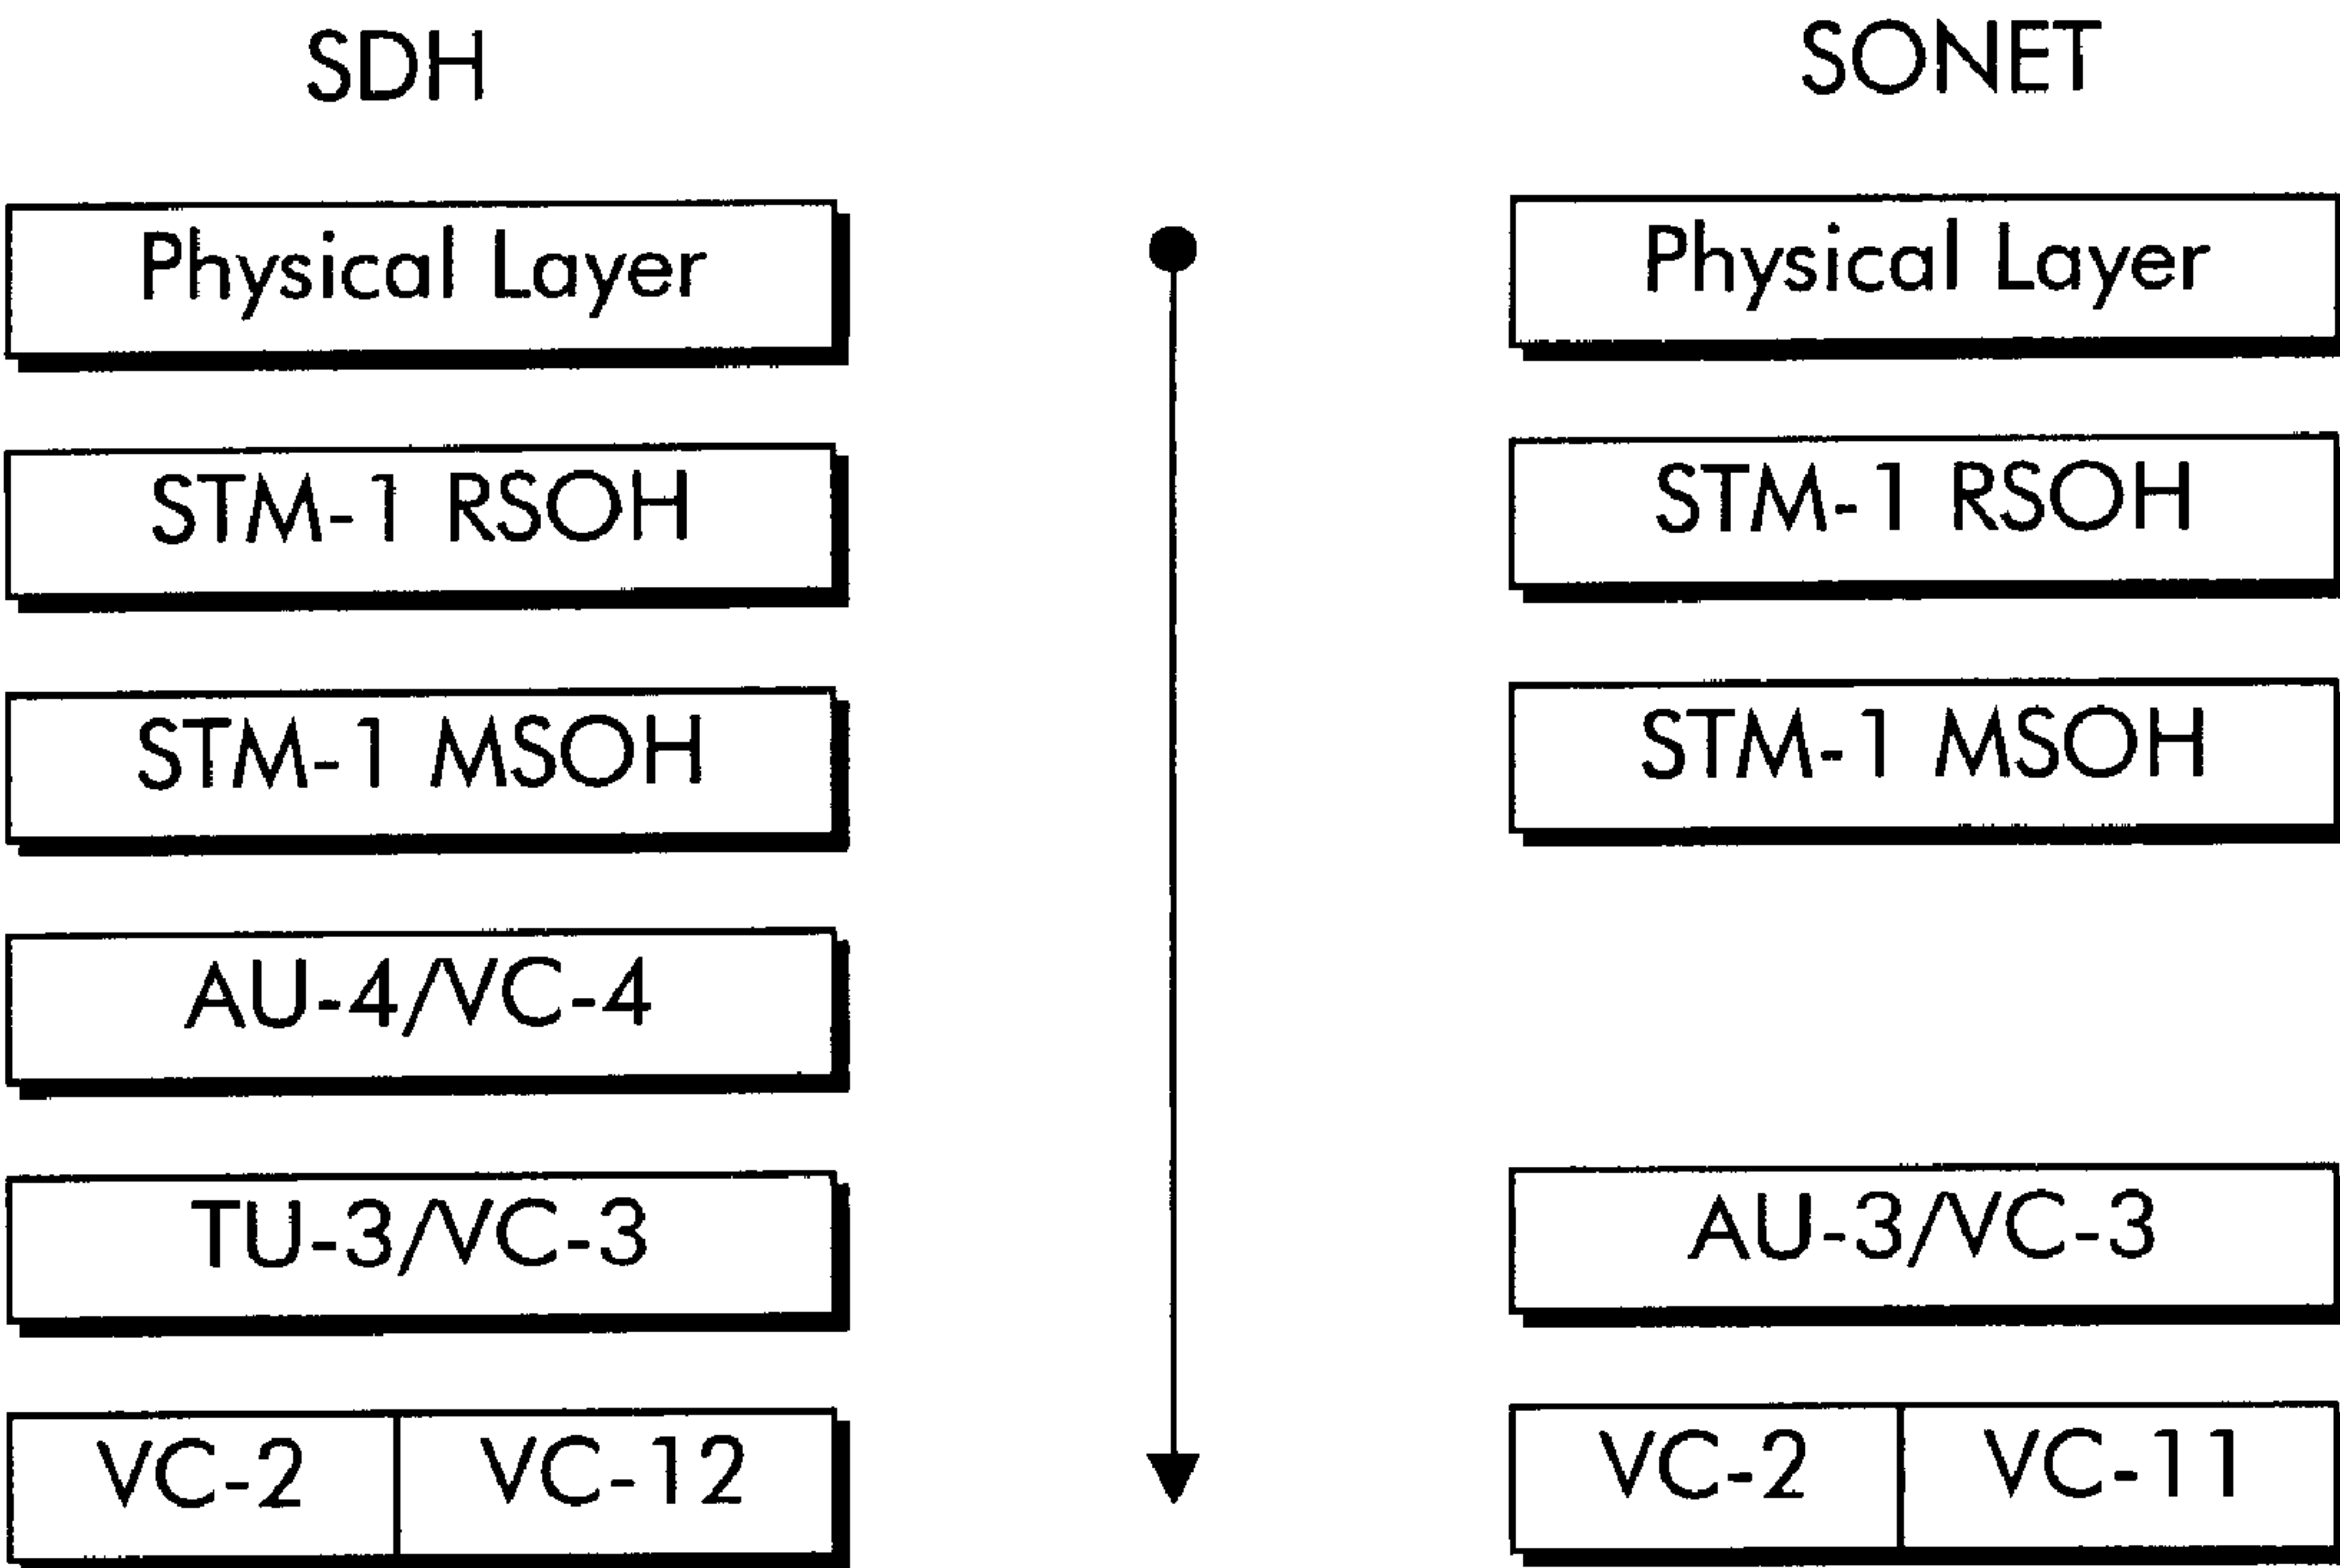 SDH
SONET
Physical Layer
Physical Layer
STM-1 RSOH
STM-1 RSOH
STM-1 MSOH
STM-1 MSOH
AU-4/VC-4
TU-3/VC-3
AU-3/VC-3
VC-2 VC-12
VC-2 VC-11